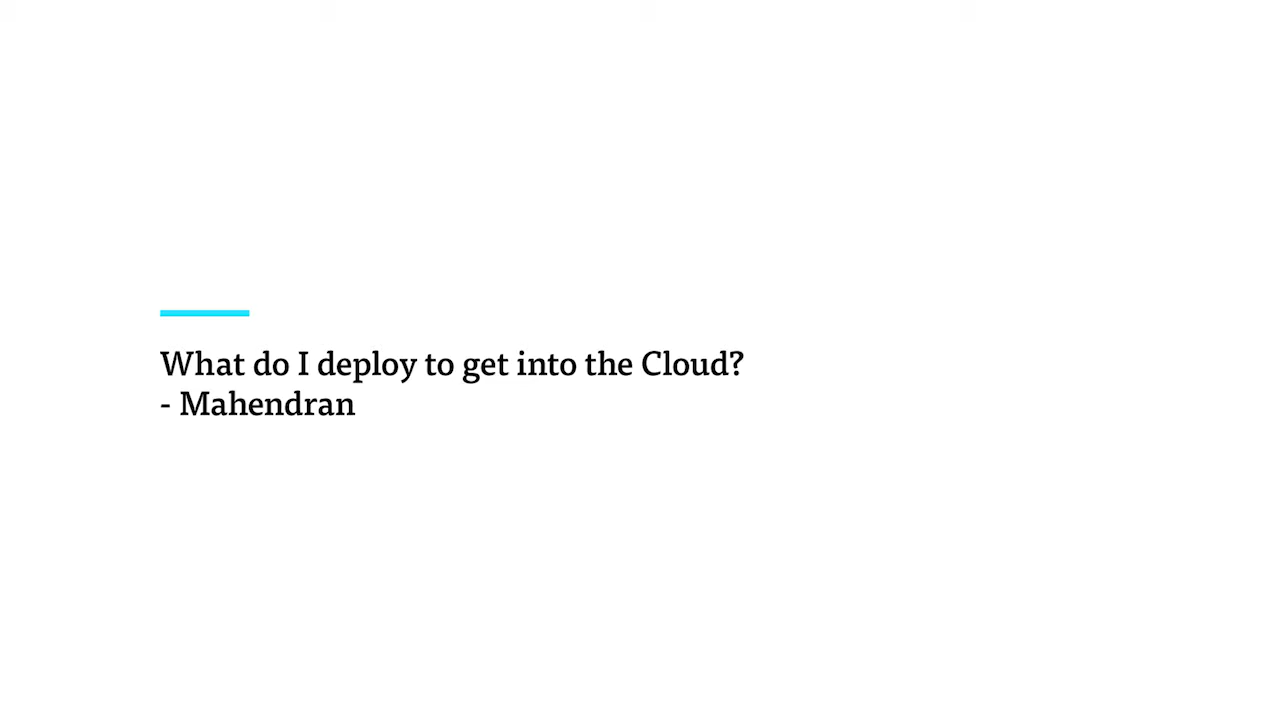 What do I deploy to get into the Cloud?
- Mahendran